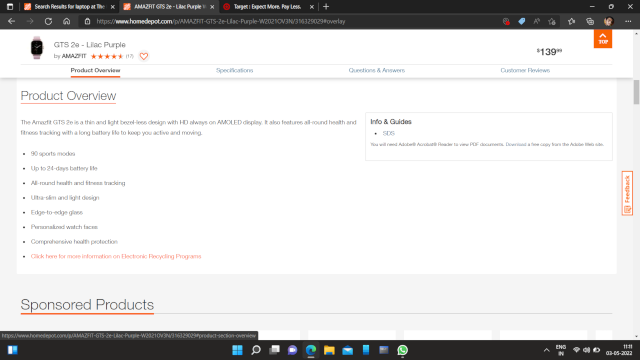 Search Results for laptop at The
AMAZFIT GTS 2e - Lilac Purple W
Target : Expect More. Pay Less.
https://www.homedepot.com/p/AMAZFIT-GTS-2e-Lilac-Purple-W2021OV3N/316329029#overlay
GTS 2e - Lilac Purple
by AMAZFIT
(17)
$139⁹⁹
TOP
Product Overview
Specifications
Questions & Answers
Customer Reviews
Product Overview
The Amazfit GTS 2e is a thin and light bezel-less design with HD always on AMOLED display. It also features all-round health and
fitness tracking with a long battery life to keep you active and moving.
• 90 sports modes
• Up to 24-days battery life
• All-round health and fitness tracking
• Ultra-slim and light design
• Edge-to-edge glass
• Personalized watch faces
• Comprehensive health protection
• Click here for more information on Electronic Recycling Programs
Info & Guides
• SDS
You will need Adobe® Acrobat® Reader to view PDF documents. Download a free copy from the Adobe Web site.
Feedback
Sponsored Products
https://www.homedepot.com/p/AMAZFIT-GTS-2e-Lilac-Purple-W2021OV3N/316329029#product-section-overview
ENG
IN
11:11
03-05-2022